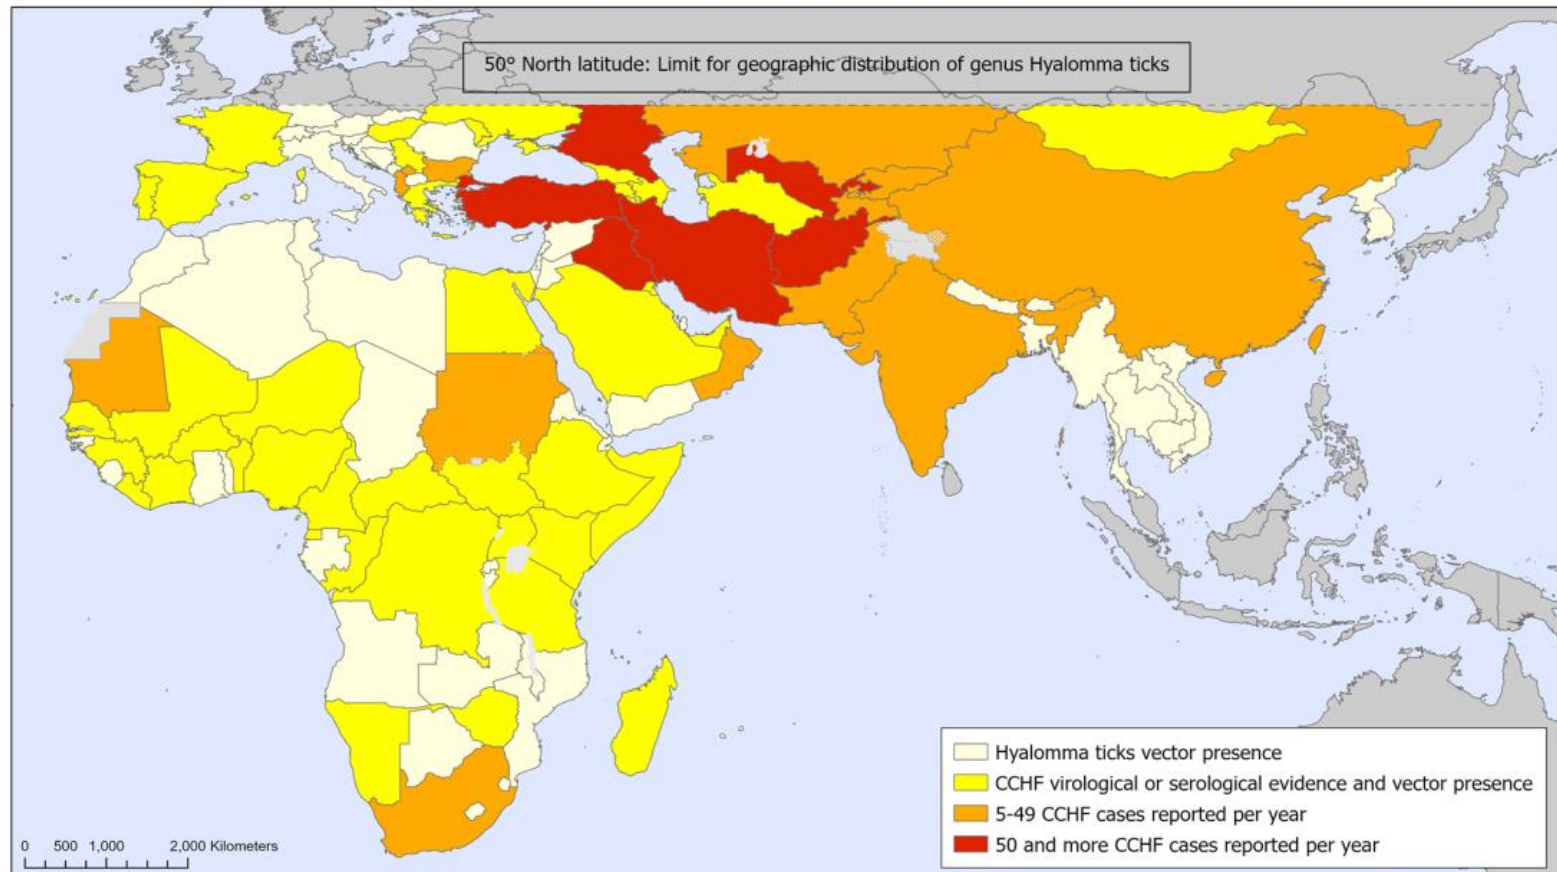 50° North latitude: Limit for geographic distribution of genus Hyalomma ticks
Hyalomma ticks vector presence
CCHF virological or serological evidence and vector presence
5-49 CCHF cases reported per year
50 and more CCHF cases reported per year
0 500 1,000 2,000 Kilometers